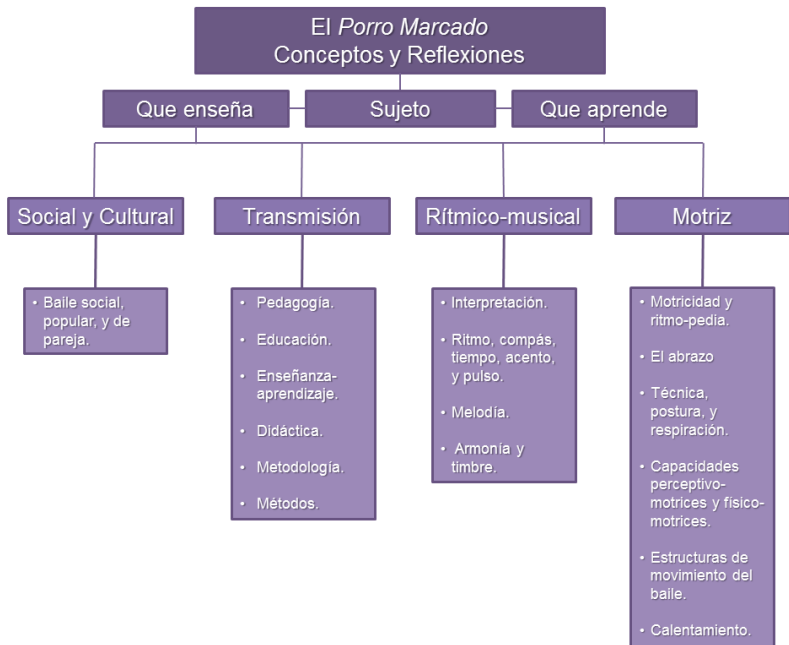 El Porro Marcado
Conceptos y Reflexiones
Que enseña
Sujeto
Que aprende
Social y Cultural
Transmisión
Rítmico-musical
Motriz
• Baile social,
popular, y de
pareja.
• Pedagogía.
• Educación.
• Enseñanza-
aprendizaje.
• Didáctica.
• Metodología.
• Métodos.
• Interpretación.
• Ritmo, compás,
tiempo, acento,
y pulso.
• Melodía.
• Armonía y
timbre.
• Motricidad y
ritmo-pedia.
• El abrazo
• Técnica,
postura, y
respiración.
• Capacidades
perceptivo-
motrices y físico-
motrices.
• Estructuras de
movimiento del
baile.
• Calentamiento.